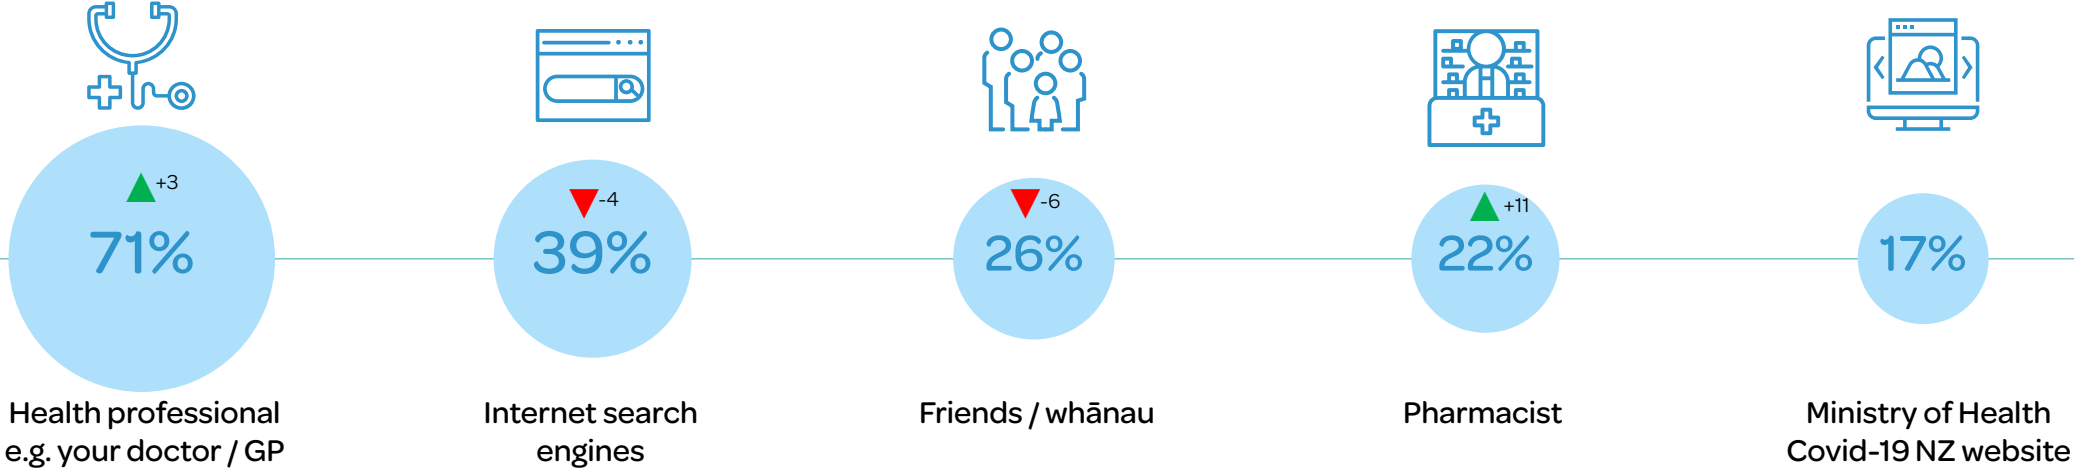 +3
71%
Health professional
e.g. your doctor / GP
-4
39%
Internet search
engines
-6
26%
Friends / whānau
+11
22%
Pharmacist
17%
Ministry of Health
Covid-19 NZ website